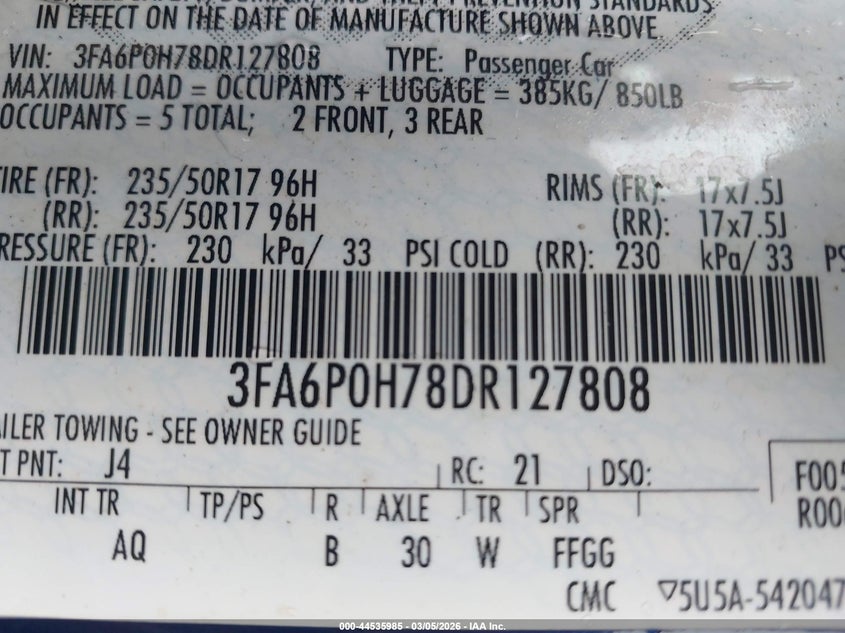 IN EFFECT ON THE DATE OF MANUFACTURE SHOWN ABOVE.
VIN: 3FA6P0H78DR127808 TYPE: Passenger Car
MAXIMUM LOAD = OCCUPANTS + LUGGAGE = 385KG/ 850LB
OCCUPANTS = 5 TOTAL; 2 FRONT, 3 REAR
IRE (FR): 235/50R17 96H RIMS (FR): 17x7.5J
(RR): 235/50R17 96H (RR): 17x7.5J
RESSURE (FR): 230 kPa/ 33 PSI COLD (RR): 230 kPa/ 33 PS
3FA6P0H78DR127808
AILER TOWING - SEE OWNER GUIDE
T PNT: J4 RC: 21 DSO: F005
INT TR TP/PS R AXLE TR SPR R00
AQ B 30 W FFGG
CMC ▽5U5A-542047
000-44535985 - 03/05/2026 - IAA Inc.